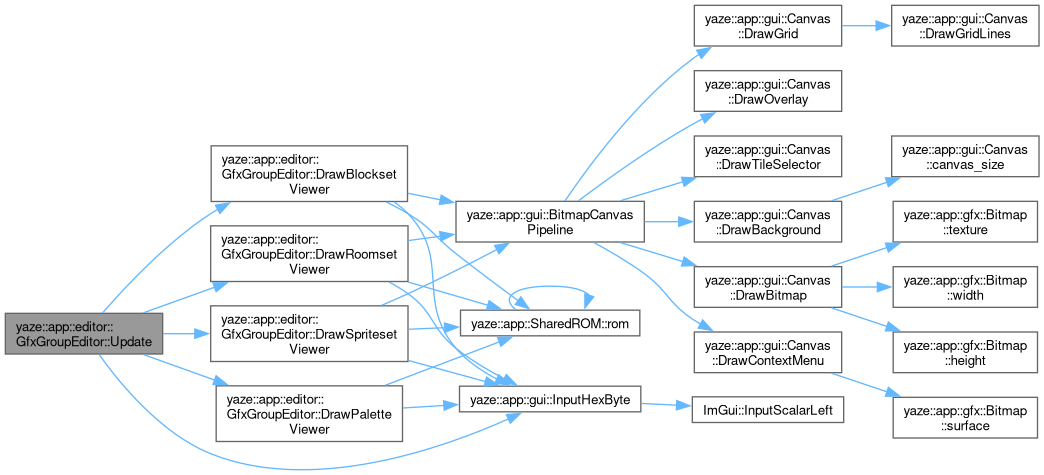 yaze::app::editor::
GfxGroupEditor::Update
yaze::app::editor::
GfxGroupEditor::DrawBlockset
Viewer
yaze::app::editor::
GfxGroupEditor::DrawRoomset
Viewer
yaze::app::editor::
GfxGroupEditor::DrawSpriteset
Viewer
yaze::app::editor::
GfxGroupEditor::DrawPalette
Viewer
yaze::app::gui::BitmapCanvas
Pipeline
yaze::app::SharedROM::rom
yaze::app::gui::InputHexByte
yaze::app::gui::Canvas
::DrawGrid
yaze::app::gui::Canvas
::DrawOverlay
yaze::app::gui::Canvas
::DrawTileSelector
yaze::app::gui::Canvas
::DrawBackground
yaze::app::gui::Canvas
::DrawBitmap
yaze::app::gui::Canvas
::DrawContextMenu
ImGui::InputScalarLeft
yaze::app::gui::Canvas
::DrawGridLines
yaze::app::gui::Canvas
::canvas_size
yaze::app::gfx::Bitmap
::texture
yaze::app::gfx::Bitmap
::width
yaze::app::gfx::Bitmap
::height
yaze::app::gfx::Bitmap
::surface